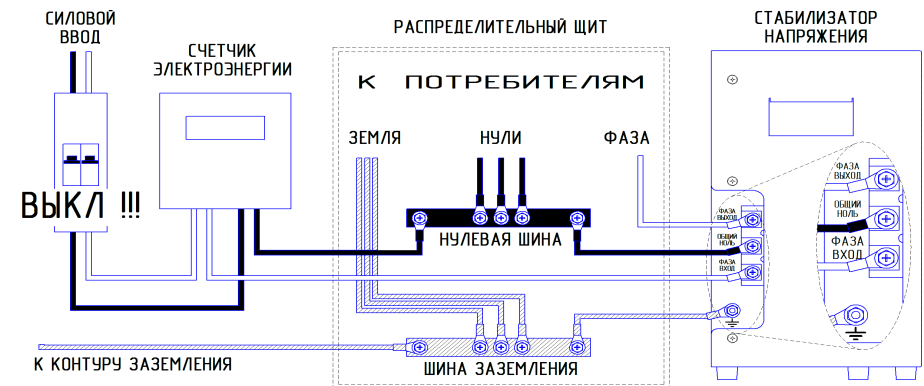 СИЛОВОЙ
ВВОД
СЧЕТЧИК
ЭЛЕКТРОЭНЕРГИИ
РАСПРЕДЕЛИТЕЛЬНЫЙ ЩИТ
СТАБИЛИЗАТОР
НАПРЯЖЕНИЯ
К ПОТРЕБИТЕЛЯМ
ЗЕМЛЯ
НУЛИ
ФАЗА
ВЫКЛ !!!
НУЛЕВАЯ ШИНА
ФАЗА
ВЫХОД
ОБЩИЙ
НОЛЬ
ФАЗА
ВХОД
ФАЗА
ВЫХОД
ОБЩИЙ
НОЛЬ
ФАЗА
ВХОД
К КОНТУРУ ЗАЗЕМЛЕНИЯ
ШИНА ЗАЗЕМЛЕНИЯ